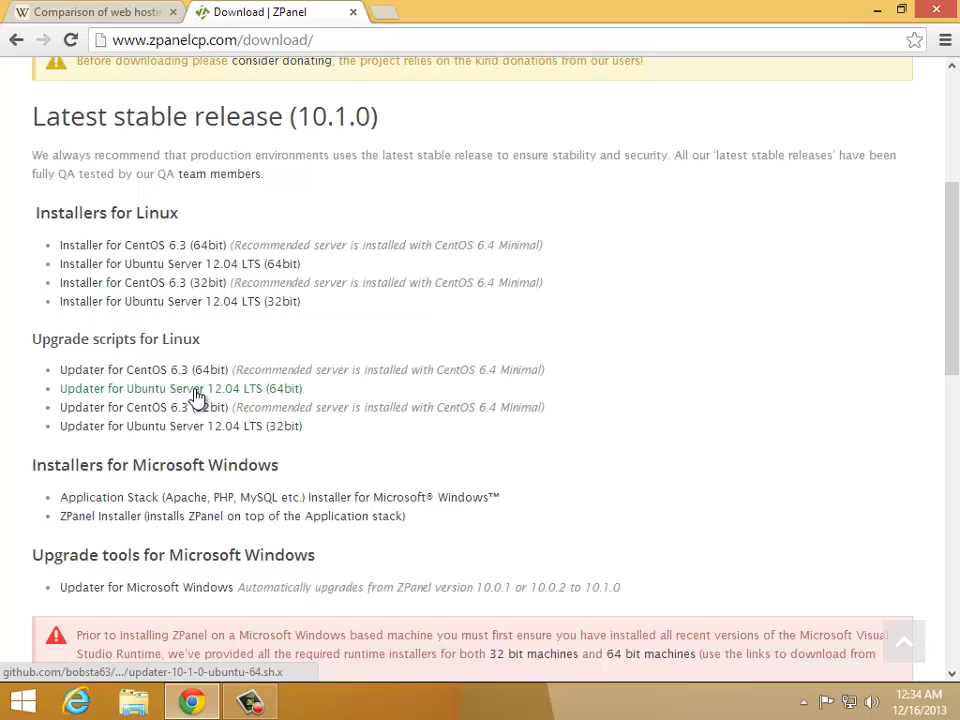 Comparison of web hosti
Download | ZPanel
www.zpanelcp.com/download/
Before downloading please consider donating, the project relies on the kind donations from our users!
Latest stable release (10.1.0)
We always recommend that production environments uses the latest stable release to ensure stability and security. All our 'latest stable releases' have been
fully QA tested by our QA team members.
Installers for Linux
Installer for CentOS 6.3 (64bit) (Recommended server is installed with CentOS 6.4 Minimal)
Installer for Ubuntu Server 12.04 LTS (64bit)
Installer for CentOS 6.3 (32bit) (Recommended server is installed with CentOS 6.4 Minimal)
Installer for Ubuntu Server 12.04 LTS (32bit)
Upgrade scripts for Linux
Updater for CentOS 6.3 (64bit) (Recommended server is installed with CentOS 6.4 Minimal)
Updater for Ubuntu Server 12.04 LTS (64bit)
Updater for CentOS 6.3 (32bit) (Recommended server is installed with CentOS 6.4 Minimal)
Updater for Ubuntu Server 12.04 LTS (32bit)
Installers for Microsoft Windows
Application Stack (Apache, PHP, MySQL etc.) Installer for Microsoft® Windows™
ZPanel Installer (installs ZPanel on top of the Application stack)
Upgrade tools for Microsoft Windows
Updater for Microsoft Windows Automatically upgrades from ZPanel version 10.0.1 or 10.0.2 to 10.1.0
Prior to installing ZPanel on a Microsoft Windows based machine you must first ensure you have installed all recent versions of the Microsoft Visual
Studio Runtime, we've provided all the required runtime installers for both 32 bit machines and 64 bit machines (use the links to download from
github.com/bobsta63/.../updater-10-1-0-ubuntu-64.sh.x
12:34 AM
12/16/2013